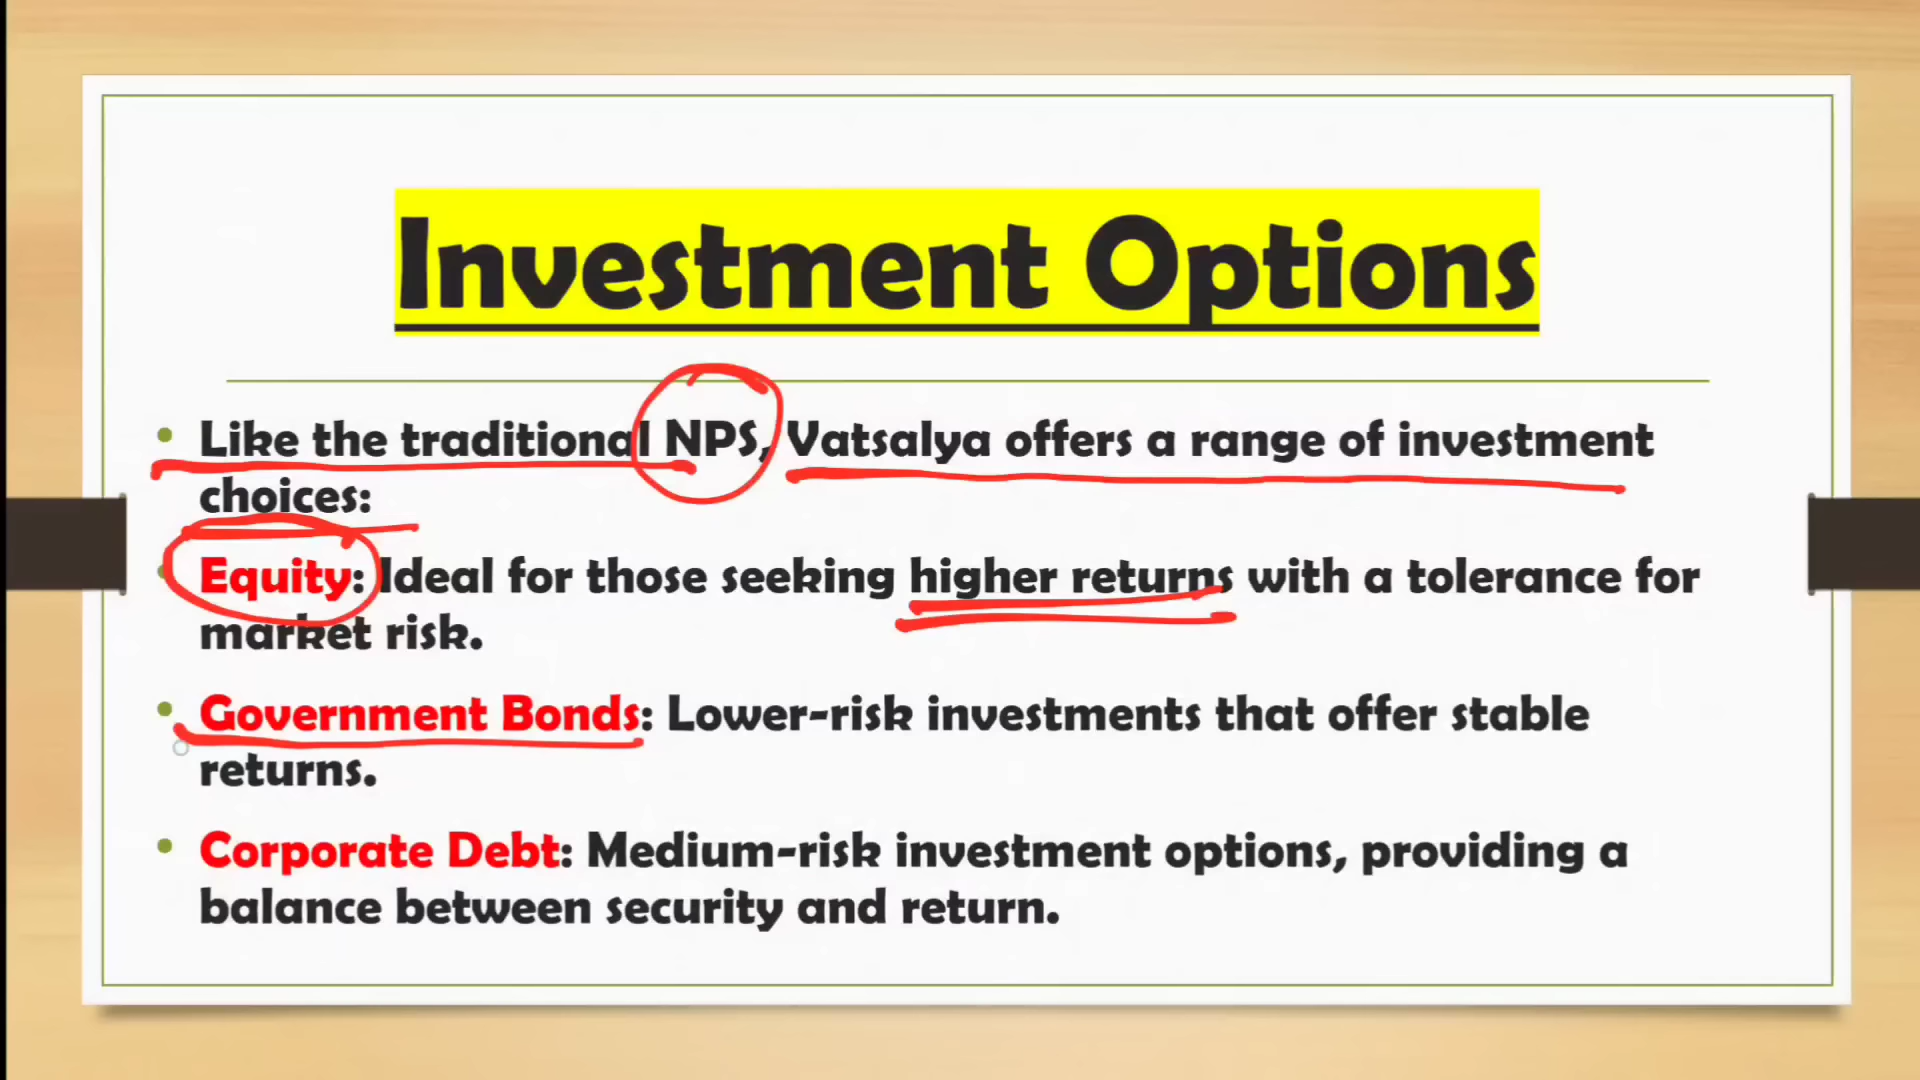 Investment Options
Like the traditional NPS, Vatsalya offers a range of investment
choices:
Equity: Ideal for those seeking higher returns with a tolerance for
market risk.
Government Bonds: Lower-risk investments that offer stable
returns.
Corporate Debt: Medium-risk investment options, providing a
balance between security and return.